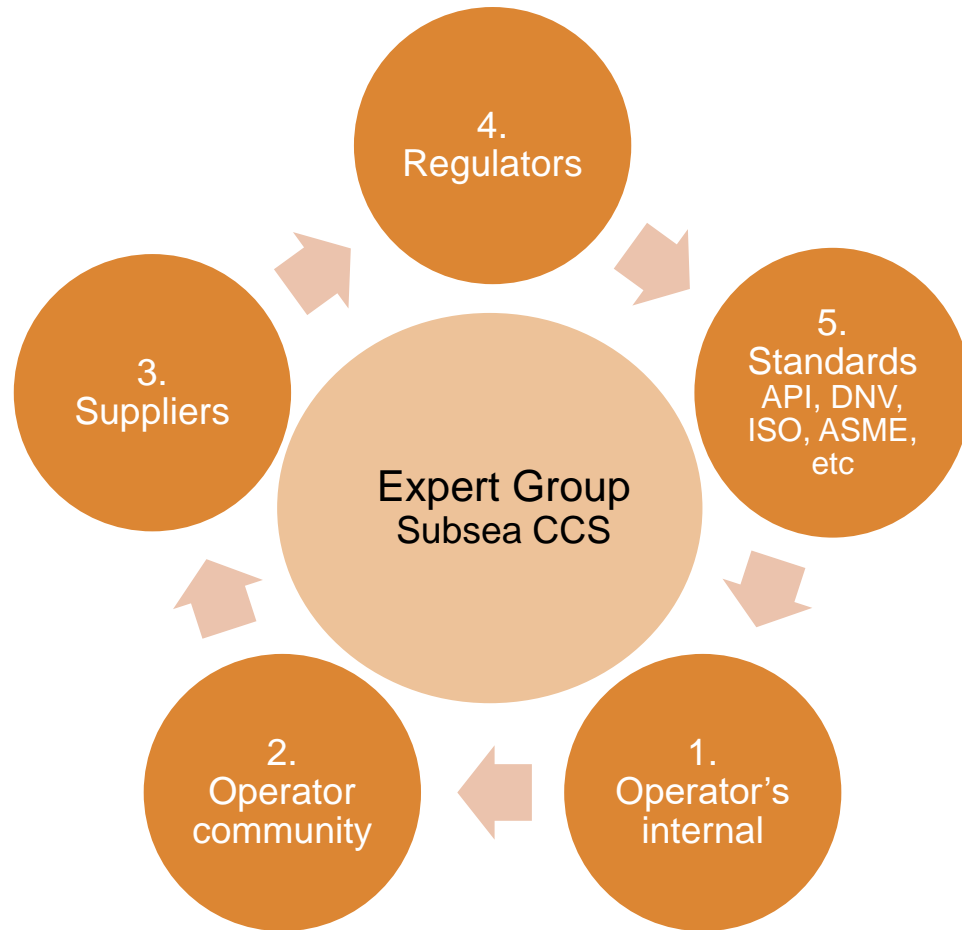 4.
Regulators
3.
Suppliers
5.
Standards
API, DNV,
ISO, ASME,
etc
Expert Group
Subsea CCS
2.
Operator
community
1.
Operator’s
internal